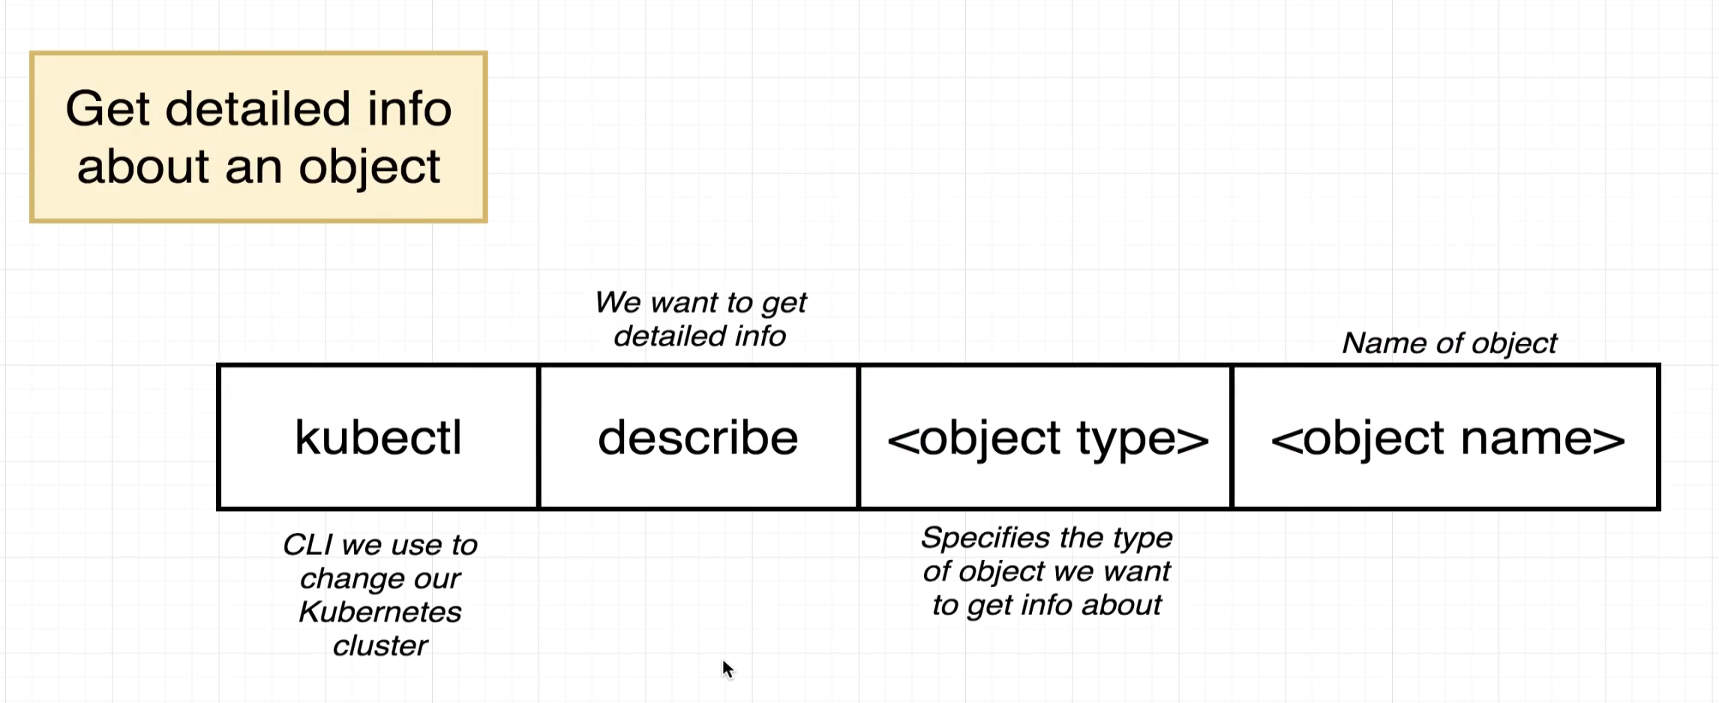 Get detailed info
about an object
We want to get
detailed info
Name of object
kubectl
describe
<object type>
<object name>
CLI we use to
change our
Kubernetes
cluster
Specifies the type
of object we want
to get info about